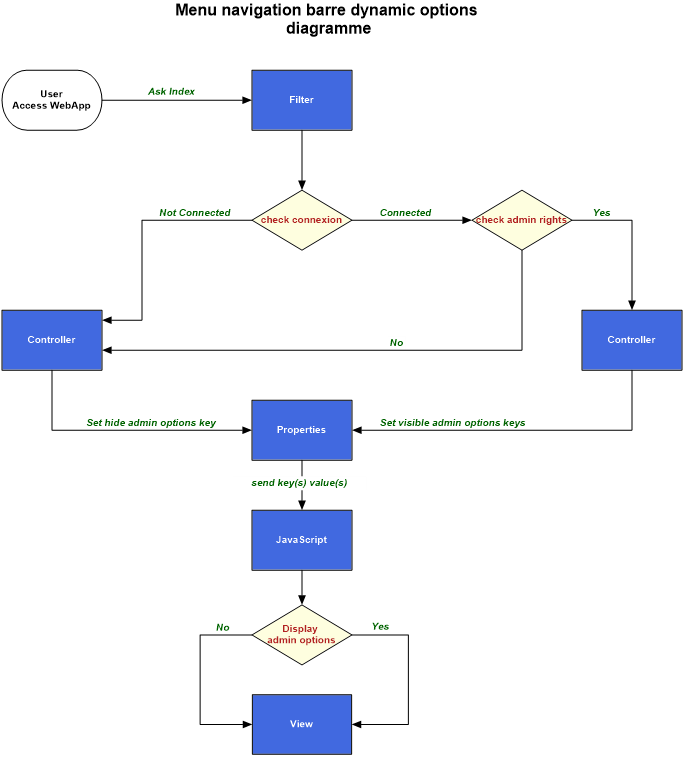 Menu navigation barre dynamic options
diagramme
User
Access WebApp
Ask Index
Filter
Not Connected
check connexion
Connected
check admin rights
Yes
Controller
No
Controller
Set hide admin options key
Properties
Set visible admin options keys
send key(s) value(s)
JavaScript
No
Display
admin options
Yes
View